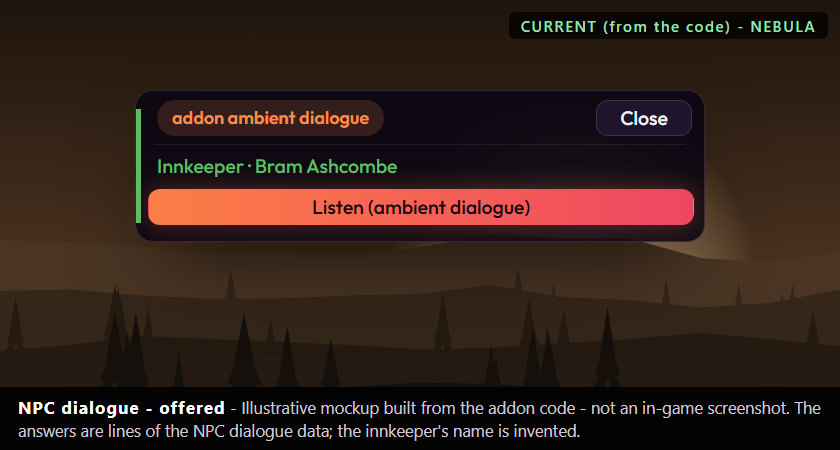 CURRENT (from the code) - NEBULA
addon ambient dialogue
Close
Innkeeper · Bram Ashcombe
Listen (ambient dialogue)
NPC dialogue - offered - Illustrative mockup built from the addon code - not an in-game screenshot. The
answers are lines of the NPC dialogue data; the innkeeper's name is invented.